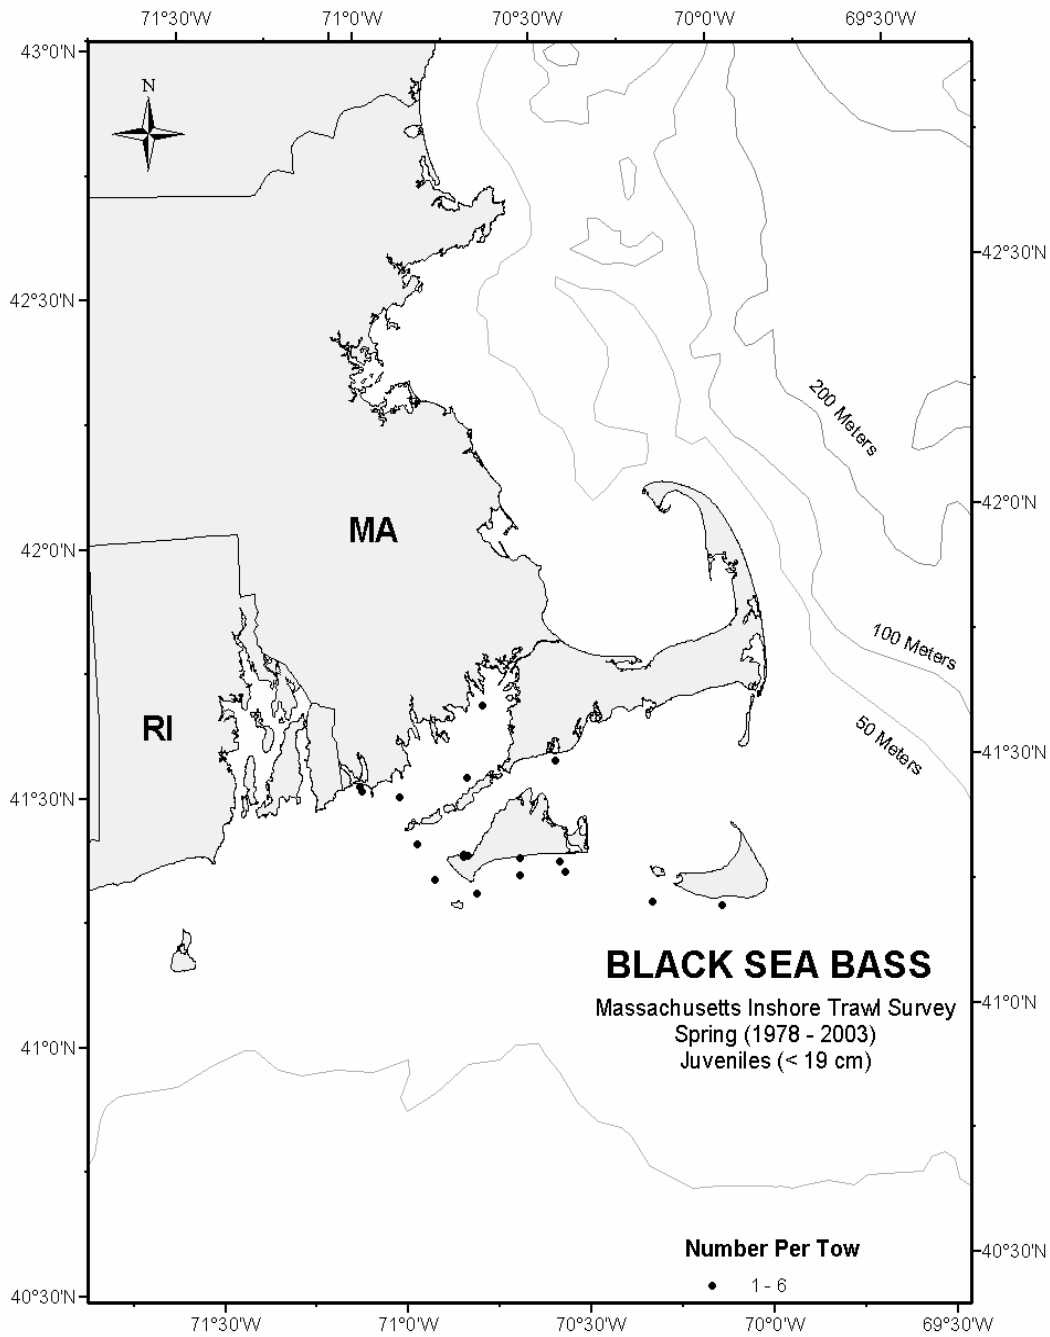 71°30'W 71°0'W 70°30'W 70°0'W 69°30'W
43°0'N
N
42°30'N
42°30'N
200 Meters
42°0'N
MA
42°0'N
100 Meters
RI
50 Meters
41°30'N
41°30'N
BLACK SEA BASS
Massachusetts Inshore Trawl Survey
41°0'N
Spring (1978 - 2003)
41°0'N
Juveniles (< 19 cm)
Number Per Tow
40°30'N
1 - 6
40°30'N
71°30'W 71°0'W 70°30'W 70°0'W 69°30'W